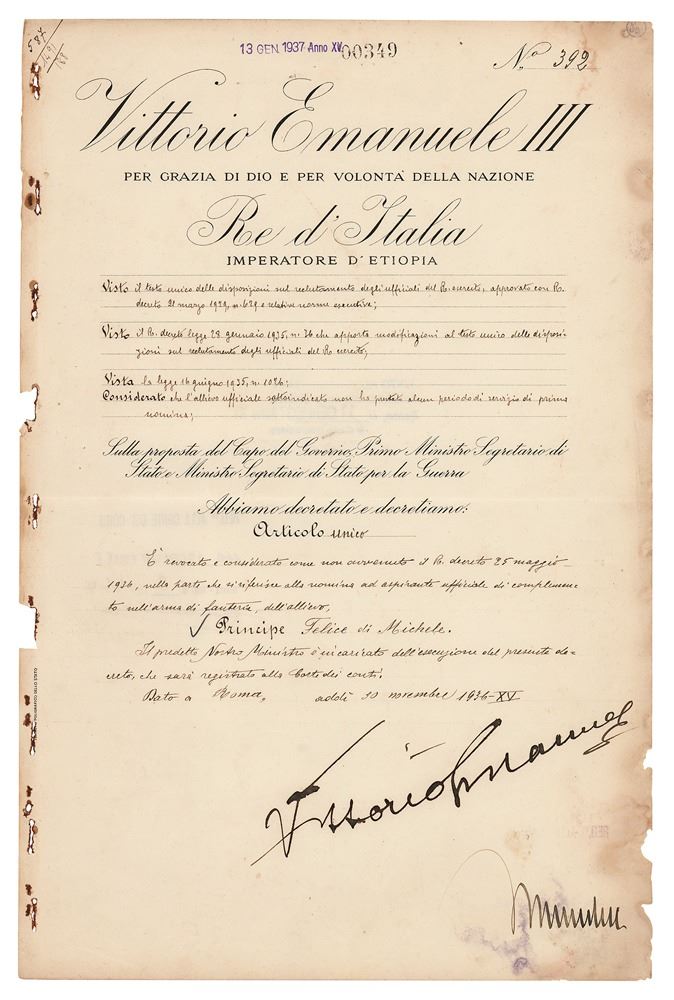 587
13 GEN. 1937 Anno XV 00349
Nº 392
Vittorio Emanuele III
PER GRAZIA DI DIO E PER VOLONTA' DELLA NAZIONE
Re d'Italia
IMPERATORE D'ETIOPIA
Visto il testo unico delle disposizioni sul reclutamento degli ufficiali del R. esercito, approvato con R.
decreto 21 marzo 1929, n. 629 e relative norme esecutive;
Visto il R. decreto legge 28 gennaio 1935, n. 36 che apporta modificazioni al testo unico delle disposi-
zioni sul reclutamento degli ufficiali del R. esercito;
Vista la legge 16 giugno 1935, n. 1026;
Considerato che l'allievo ufficiale sottoindicato non ha prestato alcun periodo di servizio di prima
nomina;
Sulla proposta del Capo del Governo, Primo Ministro Segretario di
Stato e Ministro Segretario di Stato per la Guerra
Abbiamo decretato e decretiamo:
Articolo unico
E' revocato e considerato come non avvenuto il R. decreto 25 maggio
1936, nella parte che si riferisce alla nomina ad aspirante ufficiale di complemen-
to nell'arma di fanteria, dell'allievo,
✓ Principe Felice di Michele.
Il predetto Nostro Ministro è incaricato dell'esecuzione del presente de-
creto, che sarà registrato alla Corte dei conti.
Dato a Roma, addì 30 novembre 1936-XV
Vittorio Emanuele